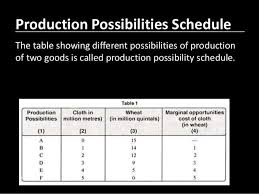 Production Possibilities Schedule
The table showing different possibilities of production
of two goods is called production possibility schedule.
Table 1
Production Possibilities Cloth in million metres) Wheat (in million quintals) Marginal opportunities cost of cloth (in wheat)
(1) (2) (3) (4)
A 0 15 —
B 1 14 1
C 2 12 2
D 3 9 3
E 4 5 4
F 5 0 5